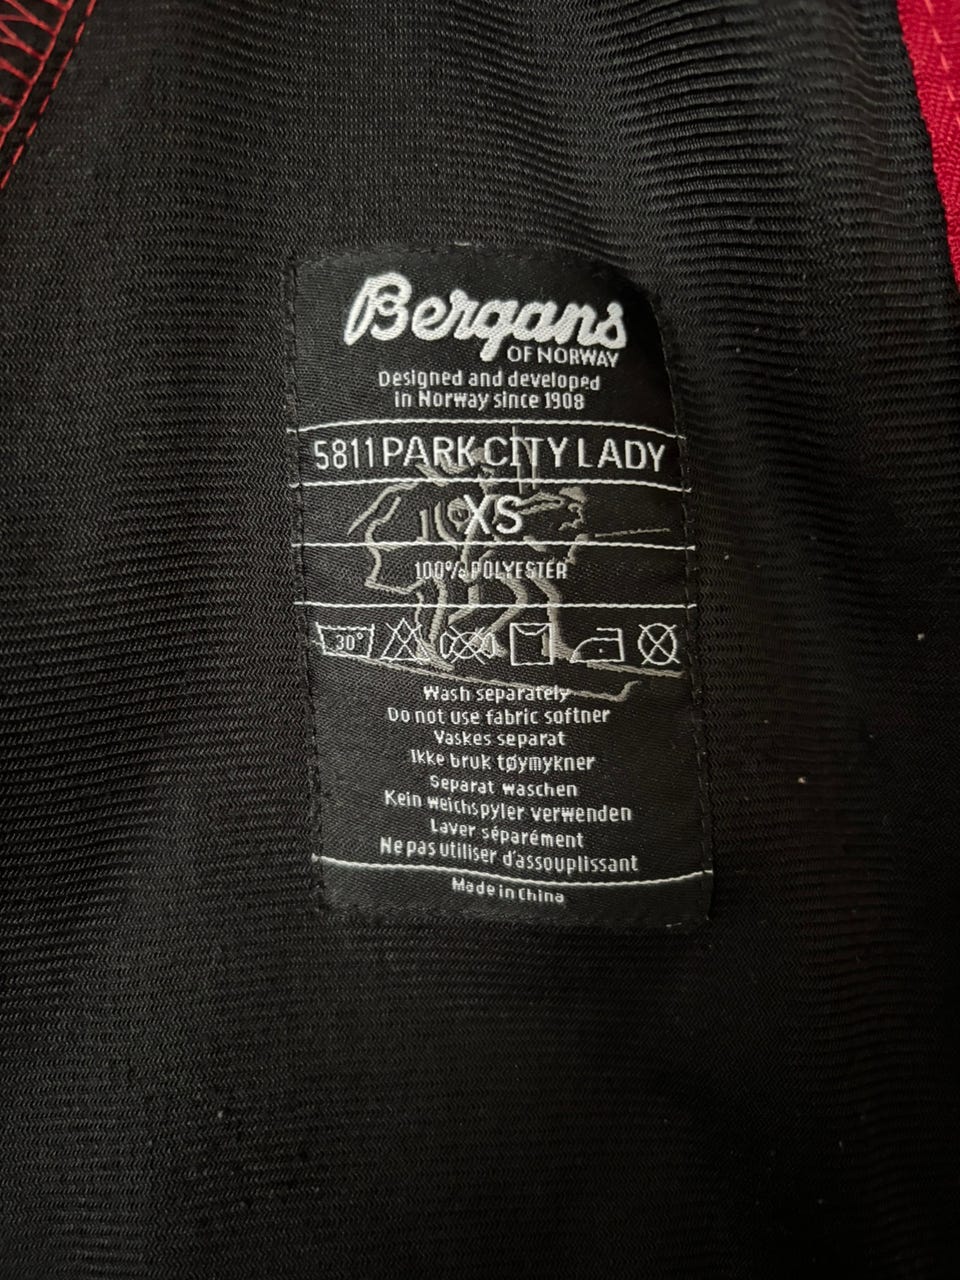 Bergans
OF NORWAY
Designed and developed
in Norway since 1908
5811 PARK CITY LADY
XS
100% POLYESTER
30°
Wash separately
Do not use fabric softner
Vaskes separat
Ikke bruk tøymykner
Separat waschen
Kein weichspyler verwenden
Laver séparément
Ne pas utiliser d'assouplissant
Made in China